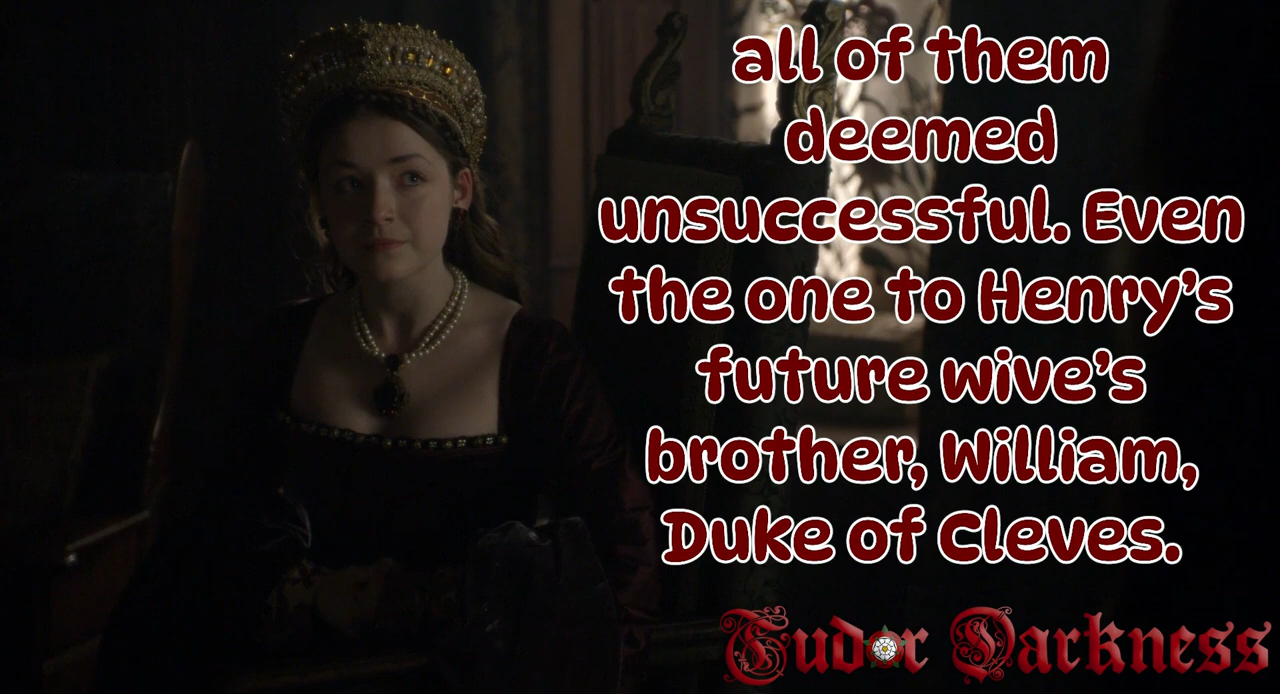 all of them
deemed
unsuccessful. Even
the one to Henry’s
future wive’s
brother, William,
Duke of Cleves.
Tudor Darkness